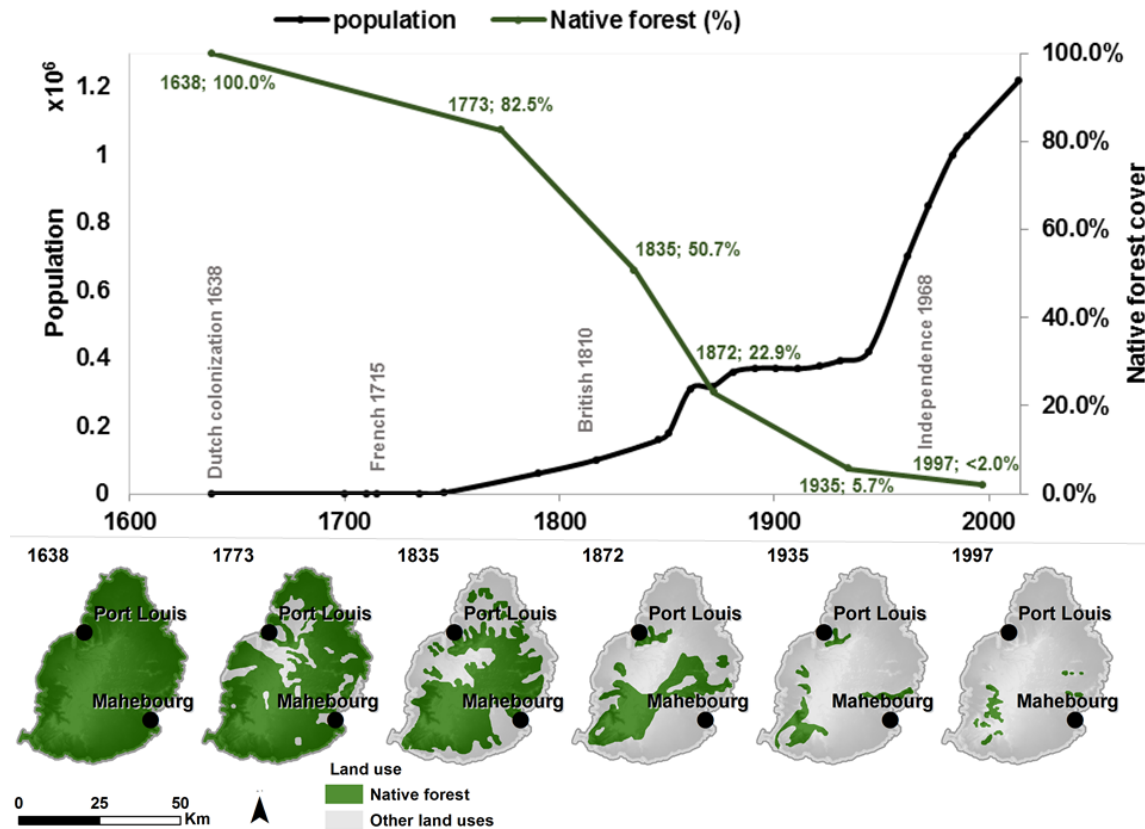 population
Native forest (%)
x10⁶
Population
1.2
1
0.8
0.6
0.4
0.2
0
100.0%
80.0%
60.0%
40.0%
20.0%
0.0%
Native forest cover
1638; 100.0%
1773; 82.5%
1835; 50.7%
1872; 22.9%
1935; 5.7%
1997; <2.0%
Dutch colonization 1638
French 1715
British 1810
Independence 1968
1600
1700
1800
1900
2000
1638
1773
1835
1872
1935
1997
Port Louis
Port Louis
Port Louis
Port Louis
Port Louis
Port Louis
Mahebourg
Mahebourg
Mahebourg
Mahebourg
Mahebourg
Mahebourg
Land use
Native forest
Other land uses
0
25
50
Km